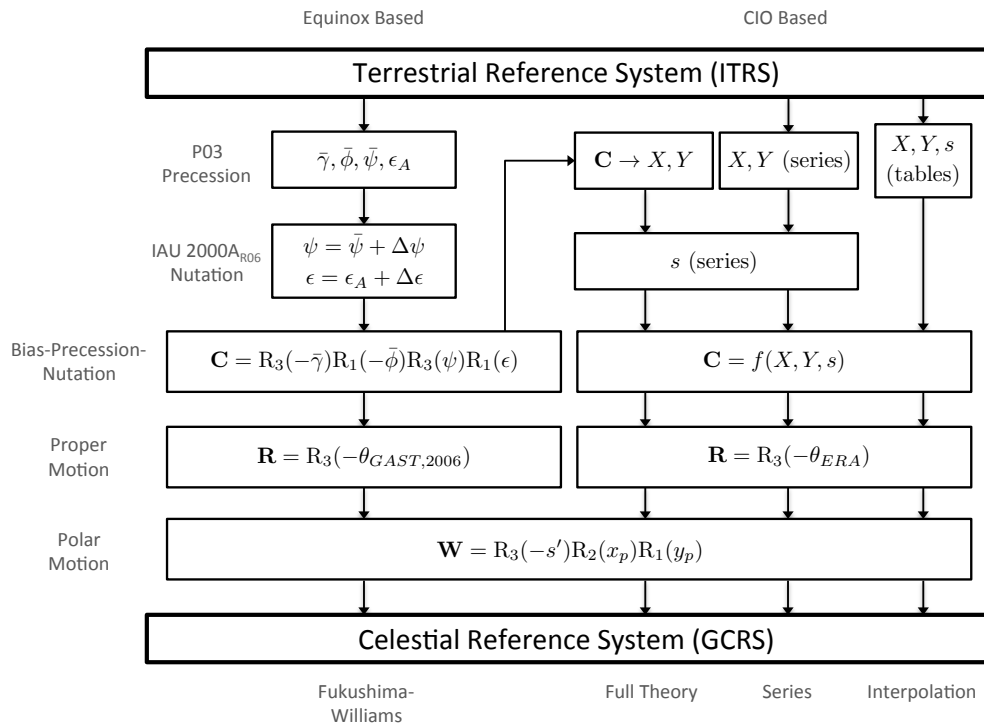 Equinox Based
CIO Based
Terrestrial Reference System (ITRS)
P03
Precession
γ̄, φ̄, ψ̄, ϵ_A
C → X, Y
X, Y (series)
X, Y, s
(tables)
IAU 2000A_R06
Nutation
ψ = ψ̄ + Δψ
ϵ = ϵ_A + Δϵ
s (series)
Bias-Precession-
Nutation
C = R₃(−γ̄)R₁(−φ̄)R₃(ψ)R₁(ϵ)
C = f(X, Y, s)
Proper
Motion
R = R₃(−θ_GAST,2006)
R = R₃(−θ_ERA)
Polar
Motion
W = R₃(−s′)R₂(x_p)R₁(y_p)
Celestial Reference System (GCRS)
Fukushima-
Williams
Full Theory
Series
Interpolation